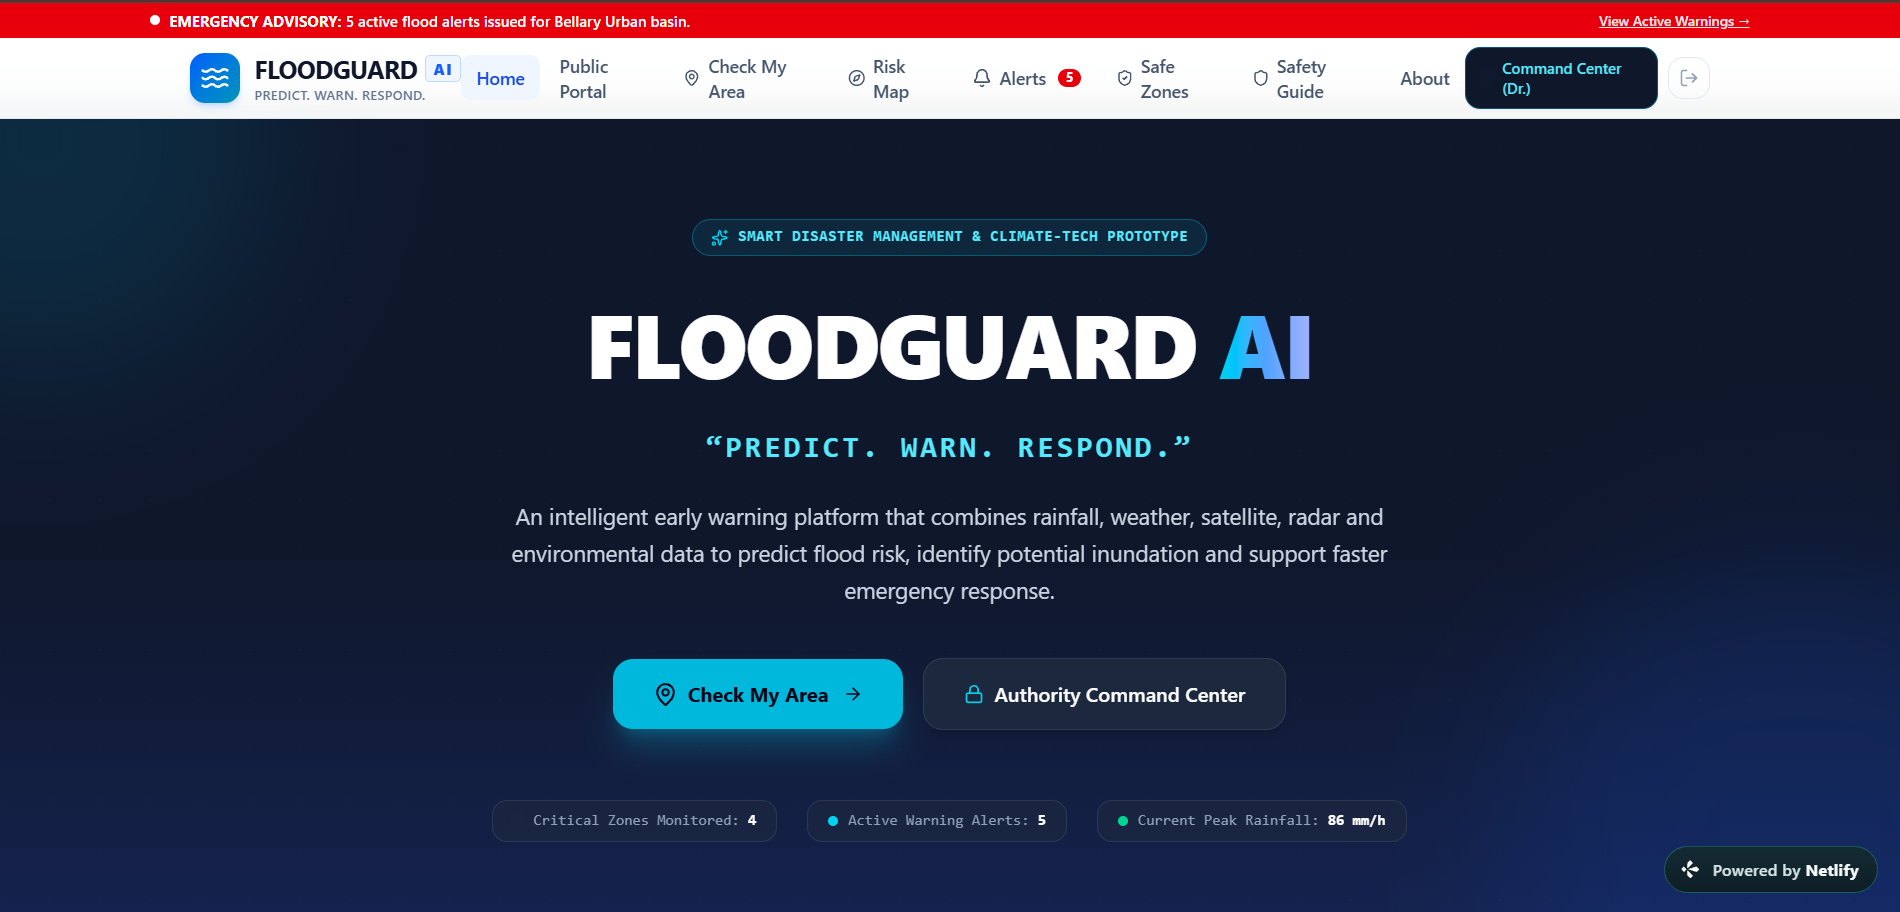 EMERGENCY ADVISORY: 5 active flood alerts issued for Bellary Urban basin.
View Active Warnings →
FLOODGUARD AI
PREDICT. WARN. RESPOND.
Home
Public
Portal
Check My
Area
Risk
Map
Alerts 5
Safe
Zones
Safety
Guide
About
Command Center
(Dr.)
SMART DISASTER MANAGEMENT & CLIMATE-TECH PROTOTYPE
FLOODGUARD AI
“PREDICT. WARN. RESPOND.”
An intelligent early warning platform that combines rainfall, weather, satellite, radar and
environmental data to predict flood risk, identify potential inundation and support faster
emergency response.
Check My Area →
Authority Command Center
Critical Zones Monitored: 4
Active Warning Alerts: 5
Current Peak Rainfall: 86 mm/h
Powered by Netlify